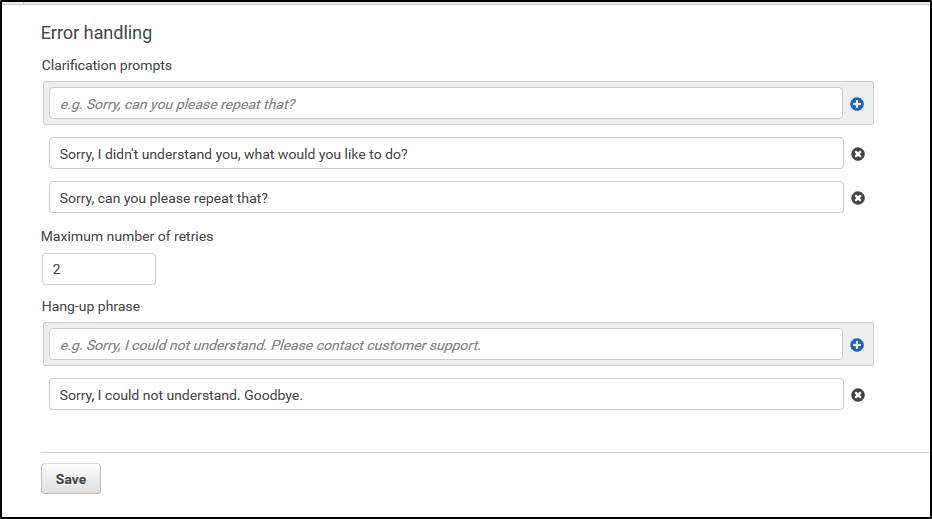 Error handling
Clarification prompts
e.g. Sorry, can you please repeat that?
Sorry, I didn't understand you, what would you like to do?
Sorry, can you please repeat that?
Maximum number of retries
2
Hang-up phrase
e.g. Sorry, I could not understand. Please contact customer support.
Sorry, I could not understand. Goodbye.
Save